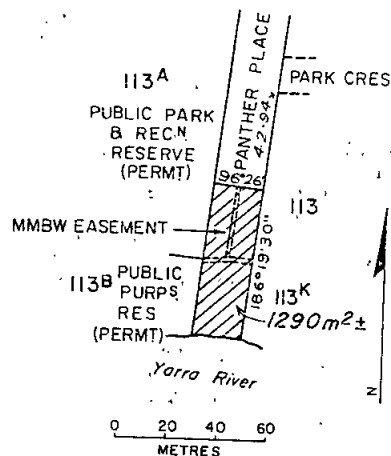 PANTHER PLACE
PARK CRES
113A
PUBLIC PARK
& REC.N
RESERVE
(PERMT)
42·94
96°26'
MMBW EASEMENT
113
186°19'30"
113B PUBLIC
PURPS
RES
(PERMT)
113K
1290m²±
Yarra River
N
0 20 40 60
METRES